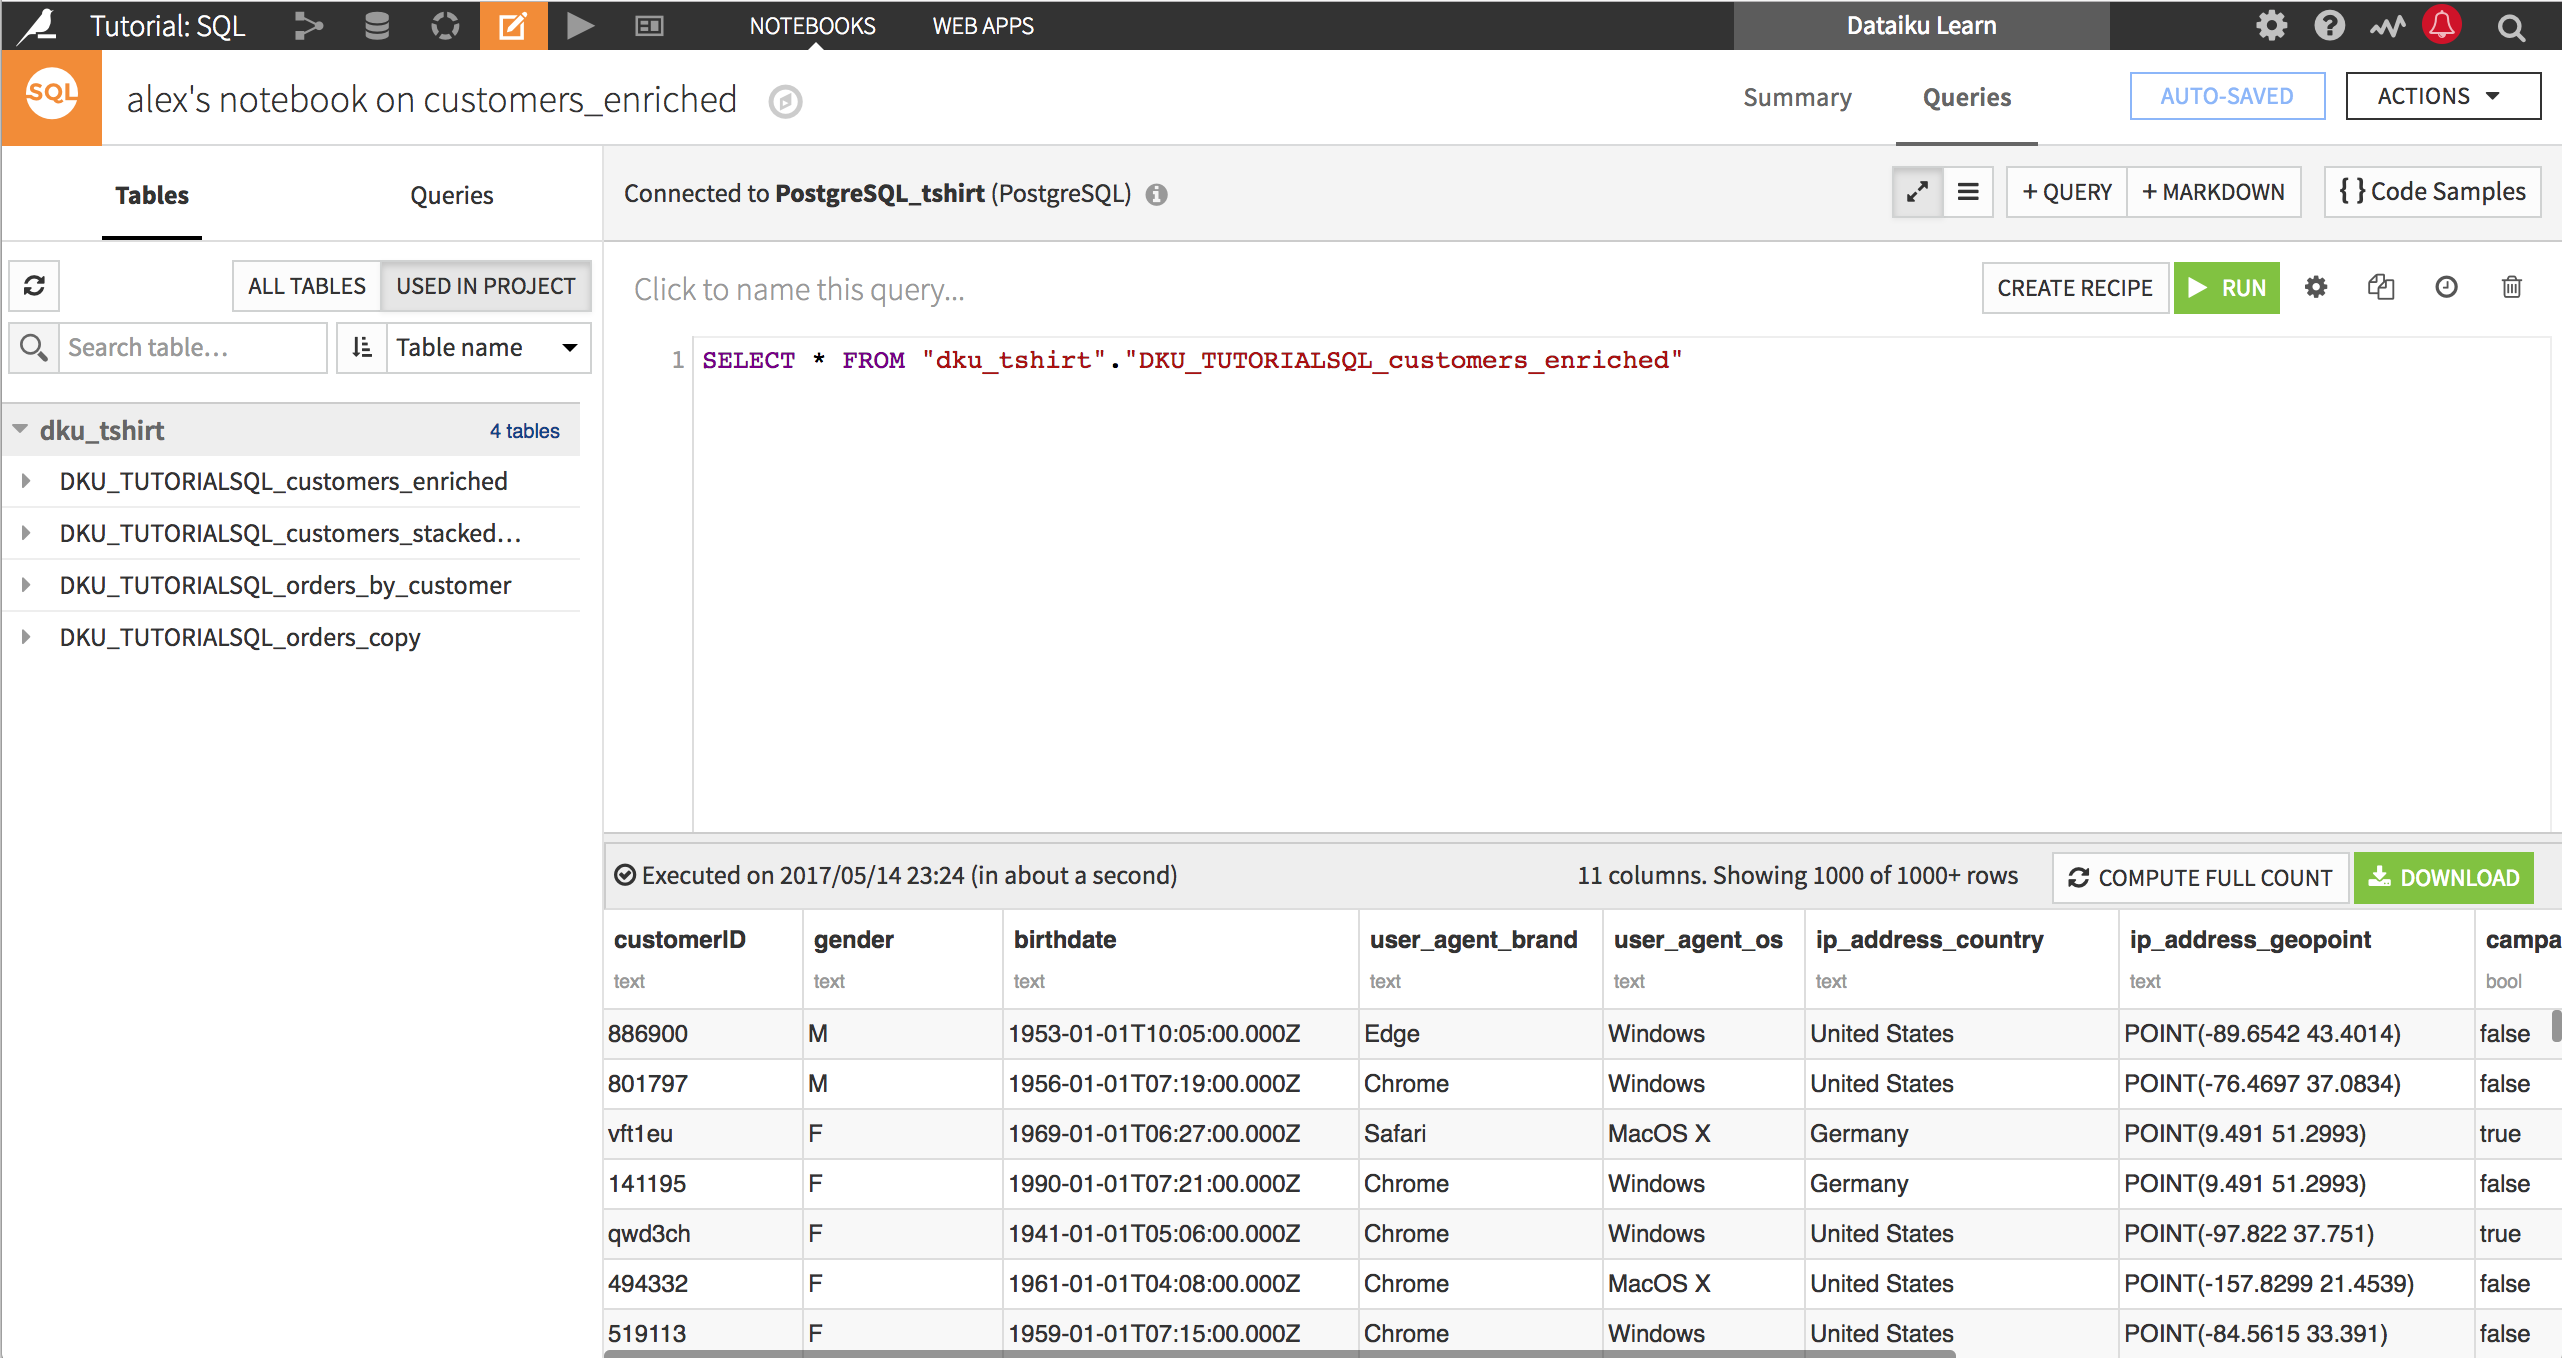 Tutorial: SQL NOTEBOOKS WEB APPS Dataiku Learn
SQL alex's notebook on customers_enriched Summary Queries AUTO-SAVED ACTIONS
Tables Queries
Connected to PostgreSQL_tshirt (PostgreSQL) + QUERY + MARKDOWN { } Code Samples
ALL TABLES USED IN PROJECT
Click to name this query... CREATE RECIPE RUN
Search table... Table name
1 SELECT * FROM "dku_tshirt"."DKU_TUTORIALSQL_customers_enriched"
dku_tshirt 4 tables
DKU_TUTORIALSQL_customers_enriched
DKU_TUTORIALSQL_customers_stacked...
DKU_TUTORIALSQL_orders_by_customer
DKU_TUTORIALSQL_orders_copy
Executed on 2017/05/14 23:24 (in about a second) 11 columns. Showing 1000 of 1000+ rows COMPUTE FULL COUNT DOWNLOAD
customerID gender birthdate user_agent_brand user_agent_os ip_address_country ip_address_geopoint campa
text text text text text text text bool
886900 M 1953-01-01T10:05:00.000Z Edge Windows United States POINT(-89.6542 43.4014) false
801797 M 1956-01-01T07:19:00.000Z Chrome Windows United States POINT(-76.4697 37.0834) false
vft1eu F 1969-01-01T06:27:00.000Z Safari MacOS X Germany POINT(9.491 51.2993) true
141195 F 1990-01-01T07:21:00.000Z Chrome Windows Germany POINT(9.491 51.2993) false
qwd3ch F 1941-01-01T05:06:00.000Z Chrome Windows United States POINT(-97.822 37.751) true
494332 F 1961-01-01T04:08:00.000Z Chrome MacOS X United States POINT(-157.8299 21.4539) false
519113 F 1959-01-01T07:15:00.000Z Chrome Windows United States POINT(-84.5615 33.391) false